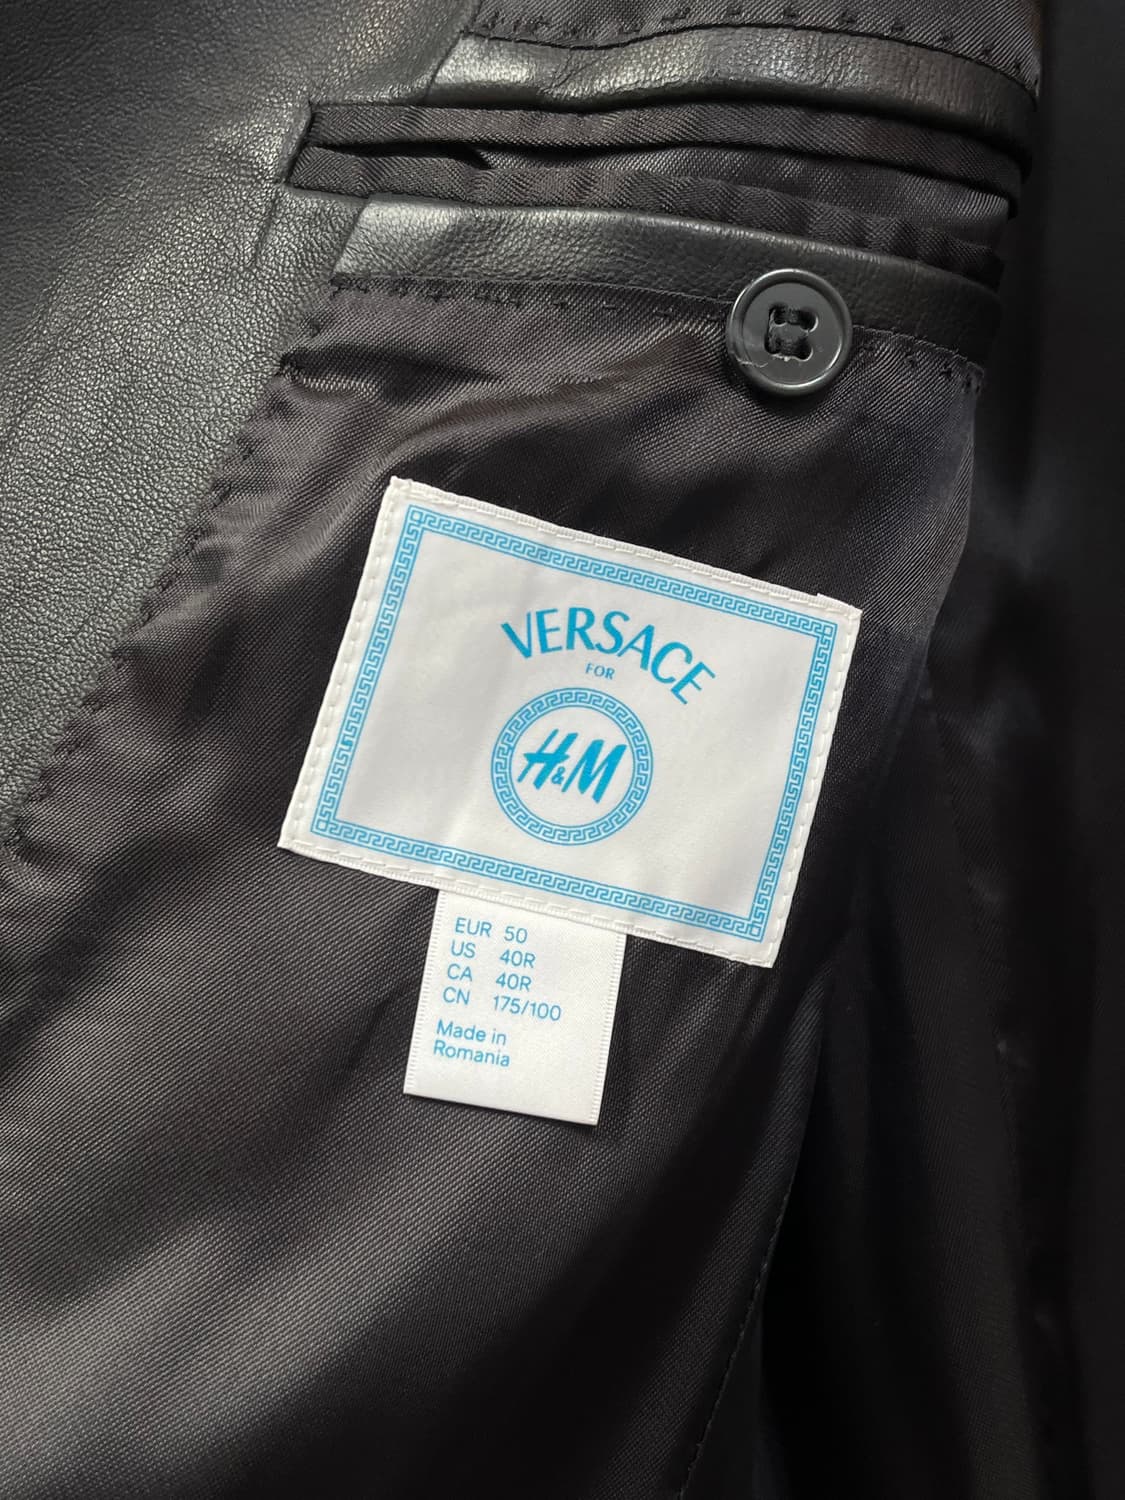 VERSACE
FOR
H&M
EUR 50
US 40R
CA 40R
CN 175/100
Made in
Romania